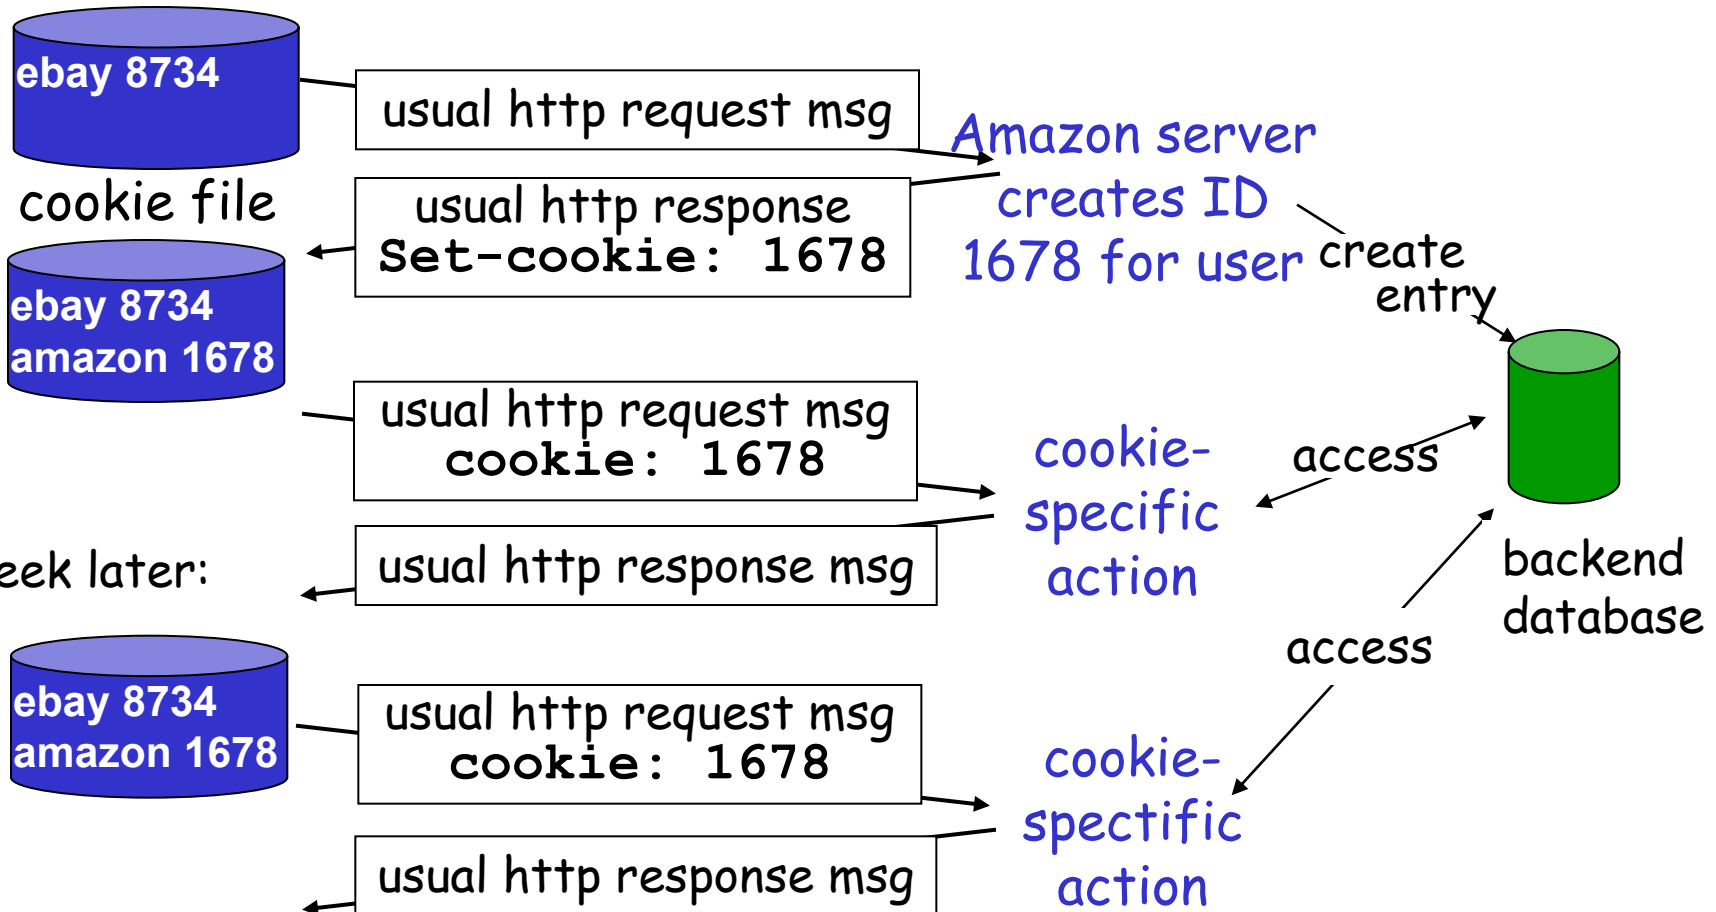 ebay 8734
usual http request msg
Amazon server
creates ID
1678 for user
cookie file
usual http response
Set-cookie: 1678
create
entry
ebay 8734
amazon 1678
usual http request msg
cookie: 1678
cookie-
specific
action
access
usual http response msg
eek later:
backend
database
access
ebay 8734
amazon 1678
usual http request msg
cookie: 1678
cookie-
spectific
action
usual http response msg